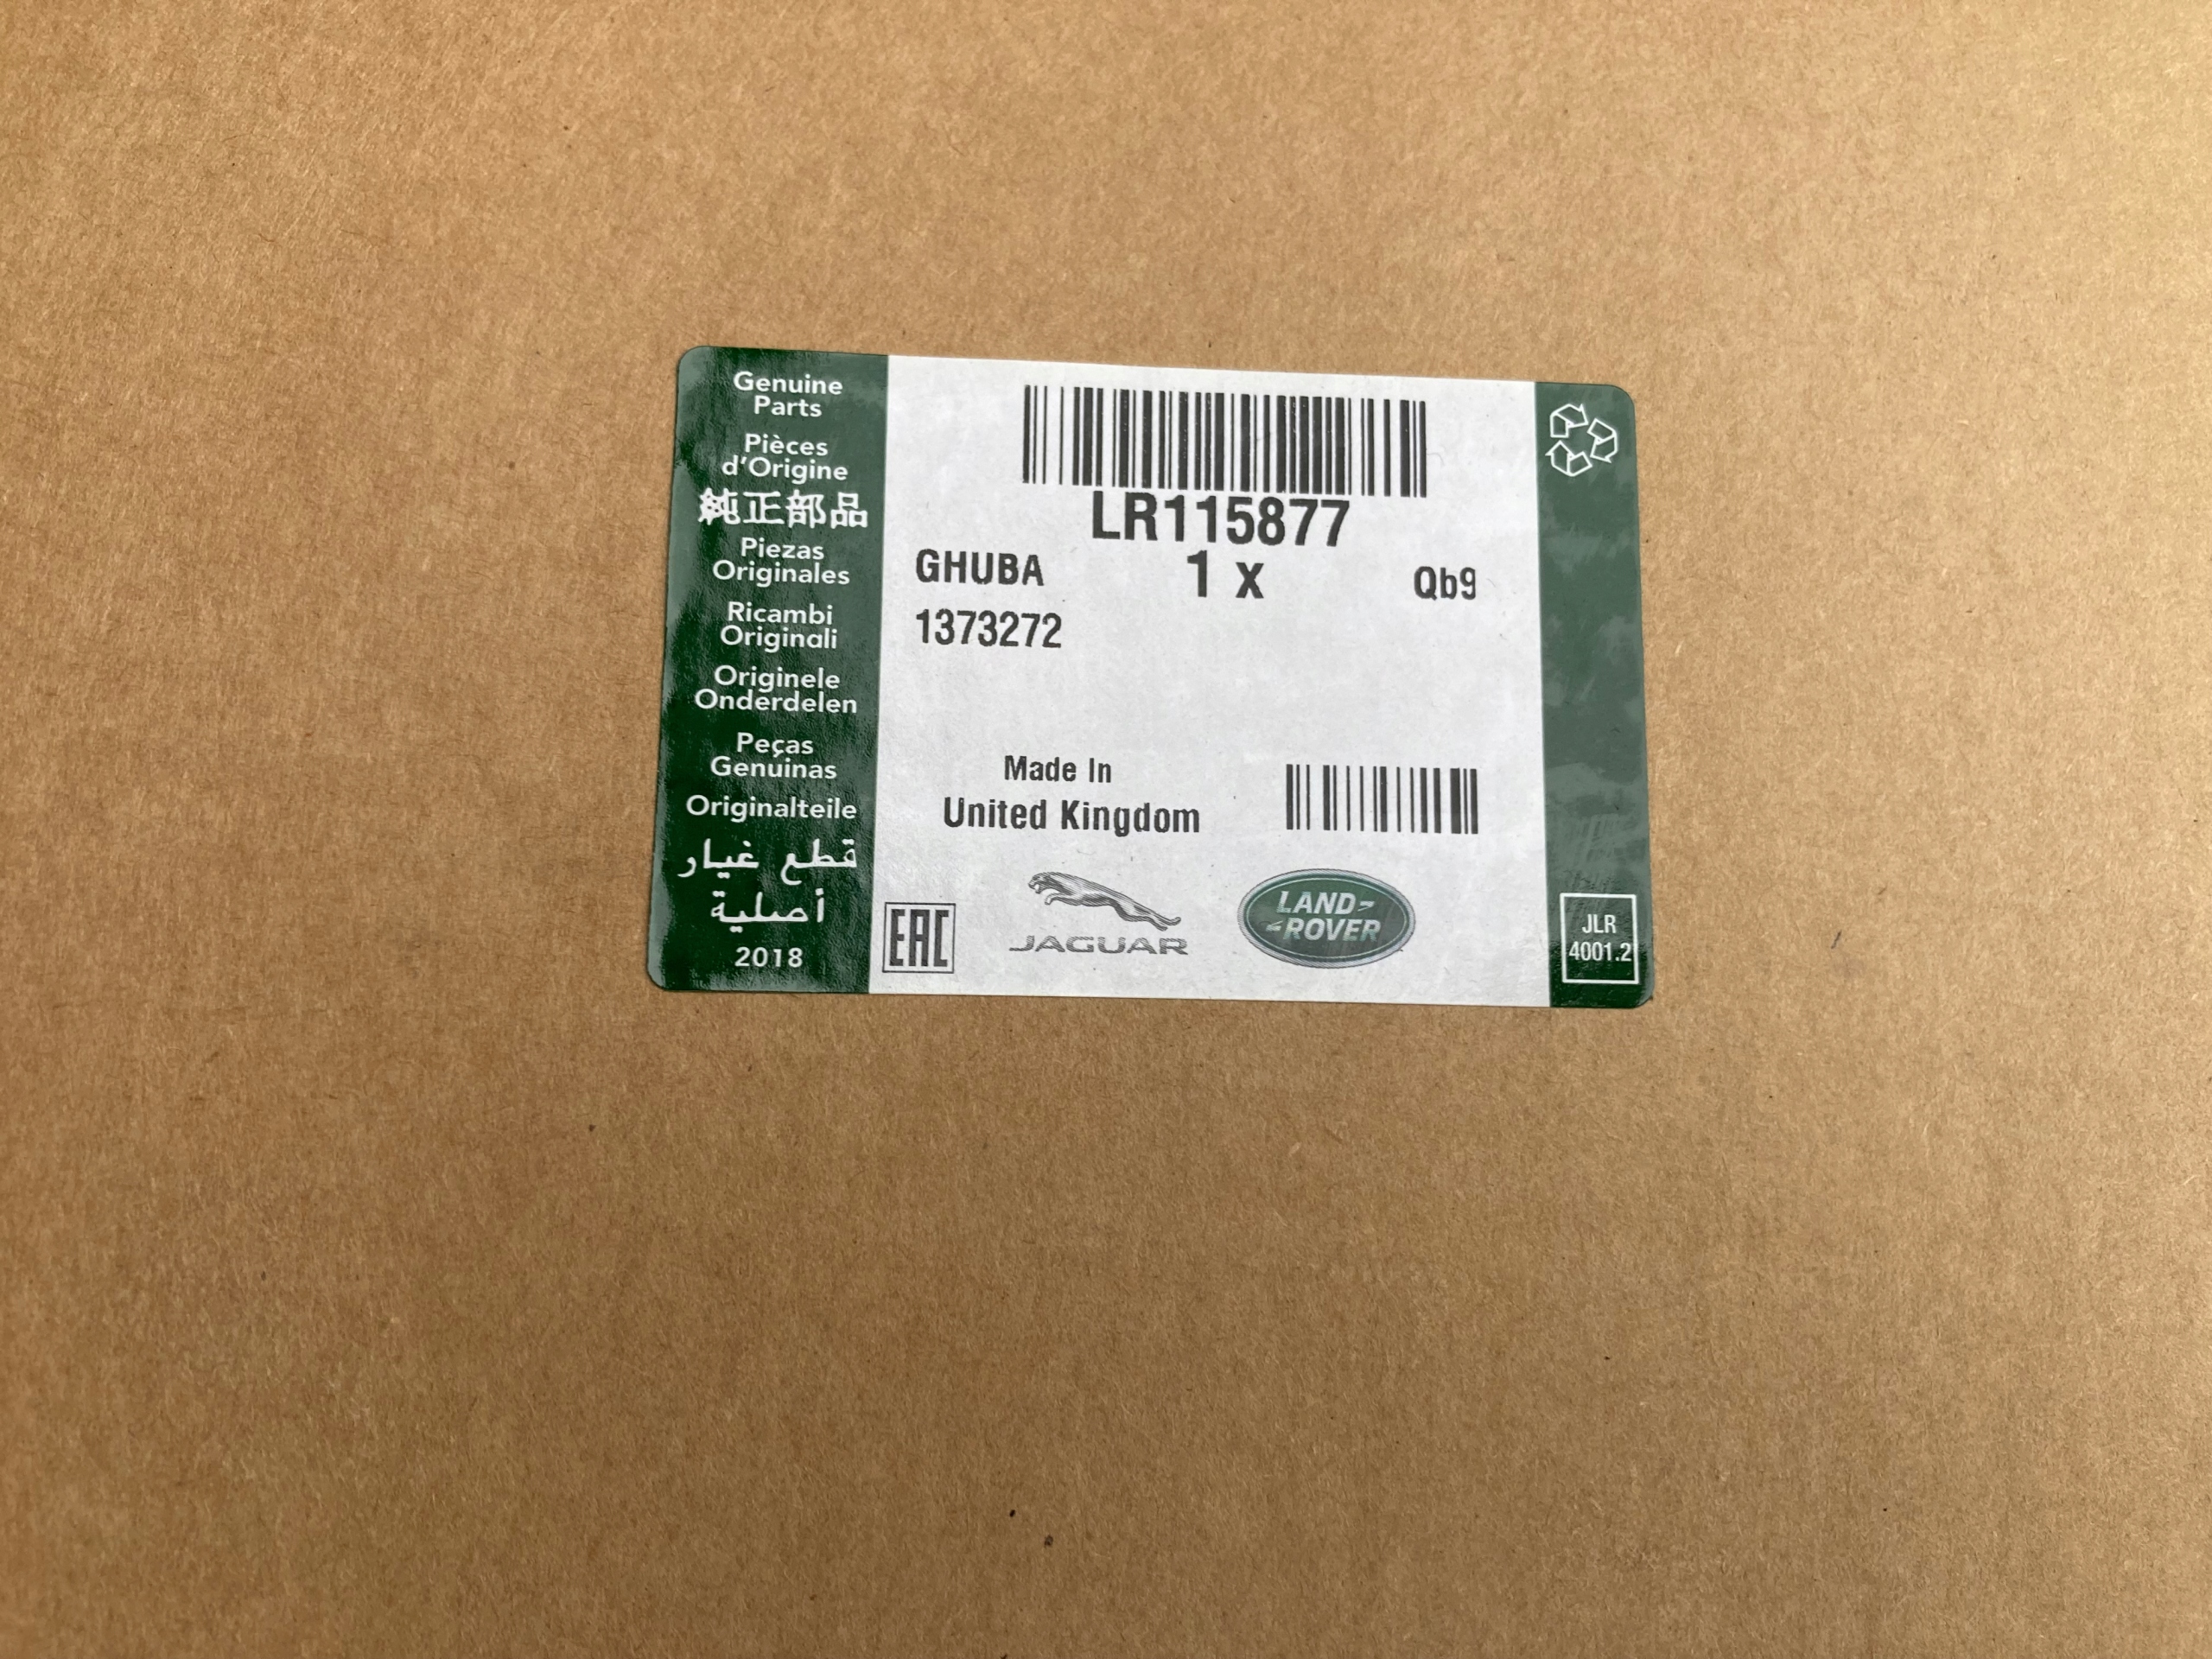 Genuine
Parts
Pièces
d'Origine
純正部品
Piezas
Originales
Ricambi
Originali
Originele
Onderdelen
Peças
Genuinas
Originalteile
قطع غيار
أصلية
2018
LR115877
GHUBA 1 x Qb9
1373272
Made In
United Kingdom
EAC
JAGUAR
LAND-
-ROVER
JLR
4001.2